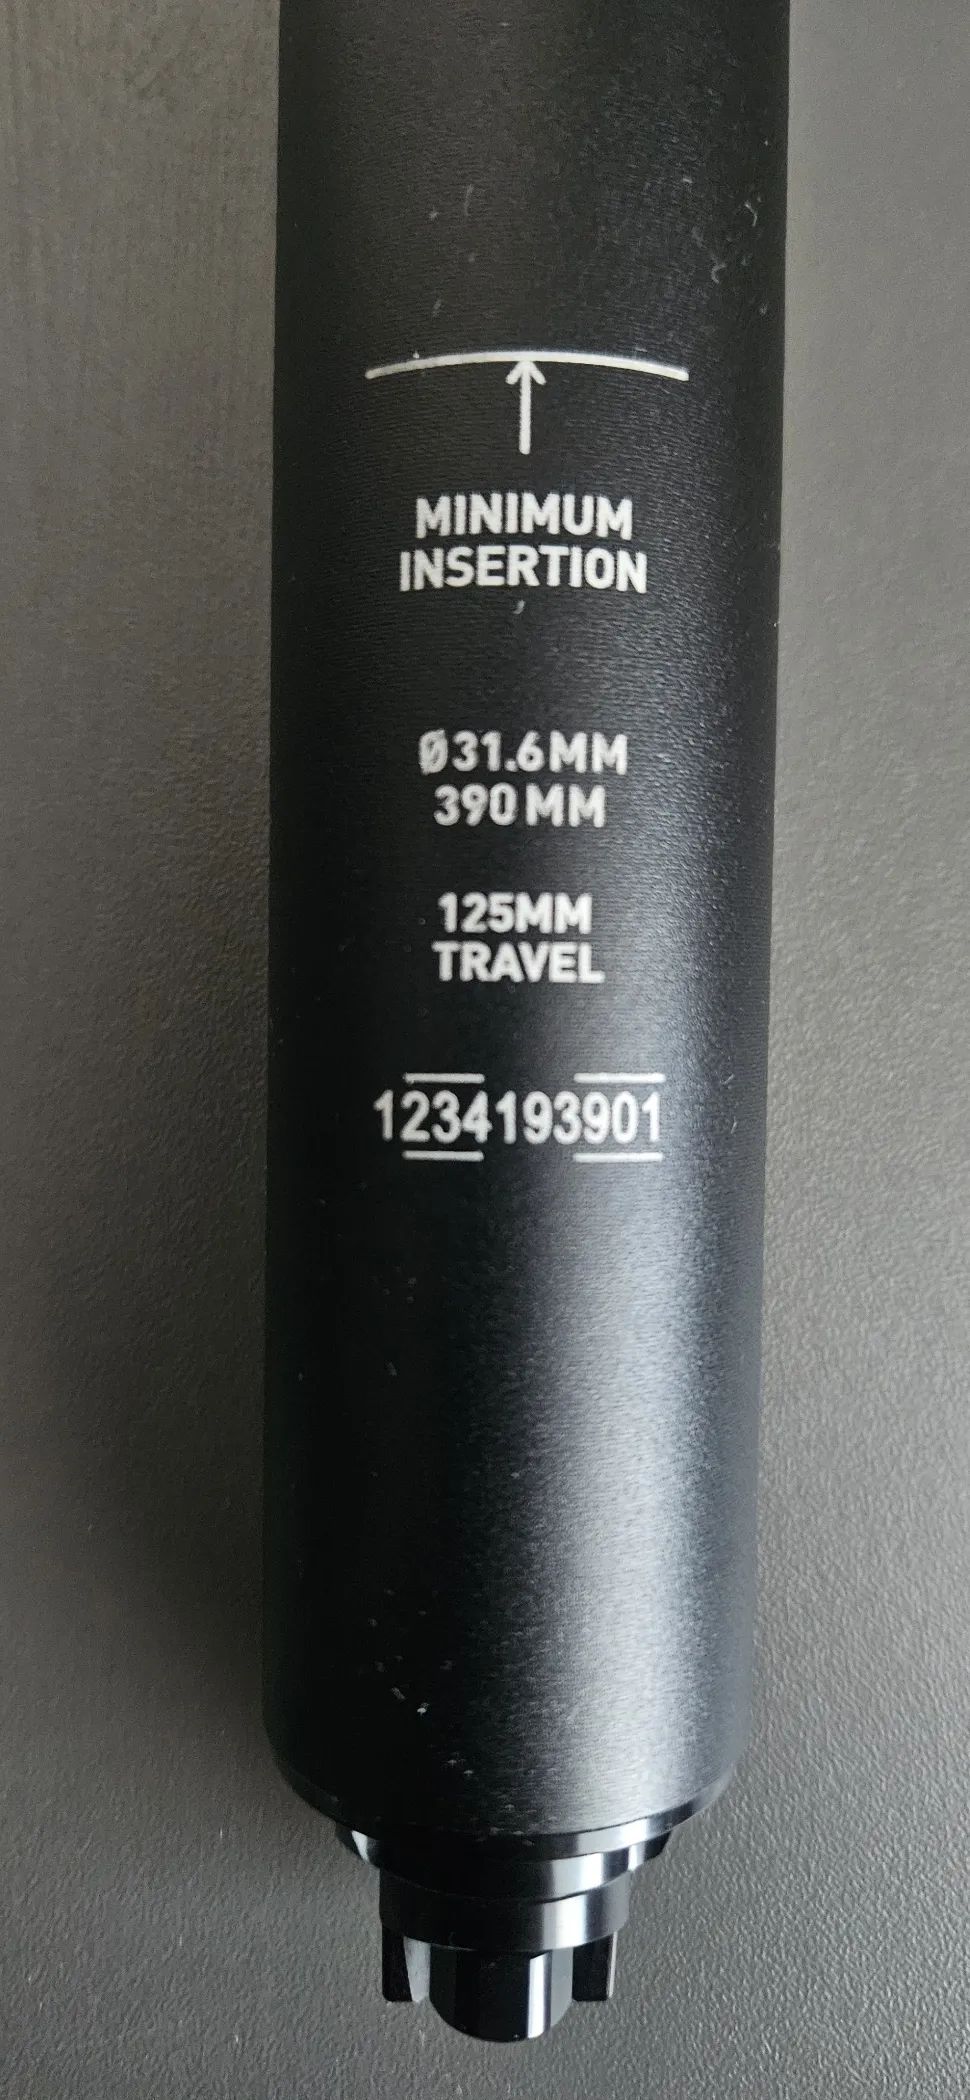 MINIMUM
INSERTION
Ø31.6MM
390MM
125MM
TRAVEL
1234193901